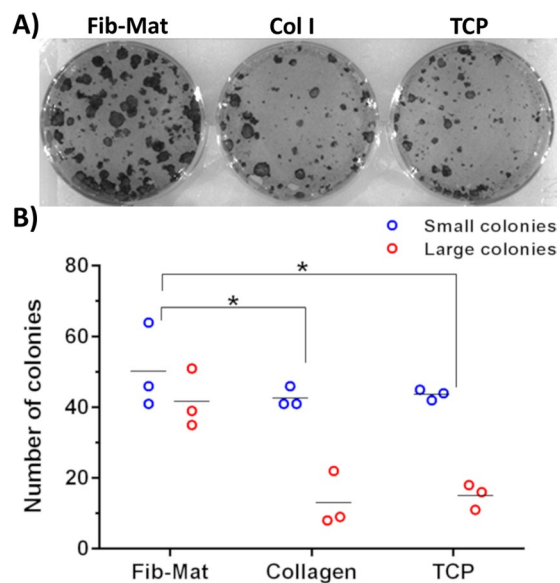 A)
Fib-Mat Col I TCP
B)
Small colonies
Large colonies
*
*
Number of colonies
80
60
40
20
0
Fib-Mat Collagen TCP